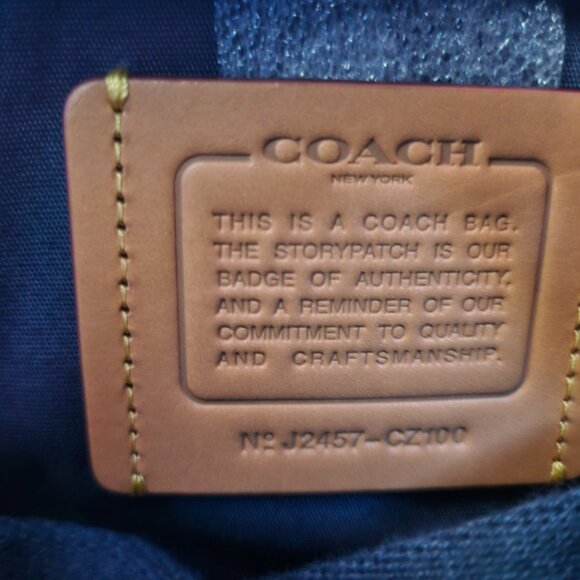 COACH
NEW YORK
THIS IS A COACH BAG.
THE STORYPATCH IS OUR
BADGE OF AUTHENTICITY,
AND A REMINDER OF OUR
COMMITMENT TO QUALITY
AND CRAFTSMANSHIP.
Nº J2457-CZ100